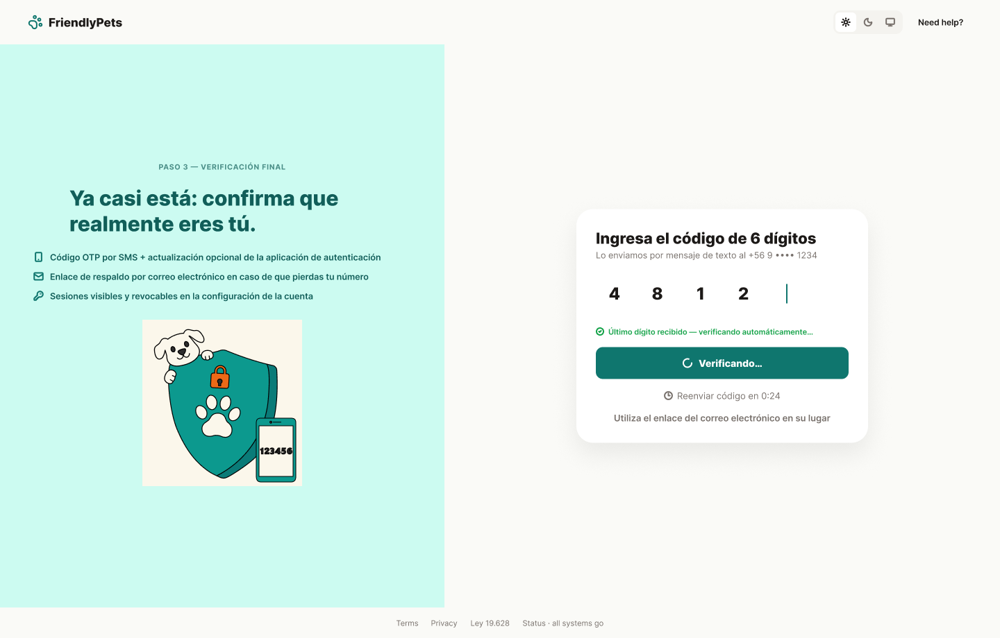 FriendlyPets
Need help?
PASO 3 — VERIFICACIÓN FINAL
Ya casi está: confirma que
realmente eres tú.
Código OTP por SMS + actualización opcional de la aplicación de autenticación
Enlace de respaldo por correo electrónico en caso de que pierdas tu número
Sesiones visibles y revocables en la configuración de la cuenta
123456
Ingresa el código de 6 dígitos
Lo enviamos por mensaje de texto al +56 9 •••• 1234
4 8 1 2
Último dígito recibido — verificando automáticamente…
Verificando…
Reenviar código en 0:24
Utiliza el enlace del correo electrónico en su lugar
Terms Privacy Ley 19.628 Status · all systems go